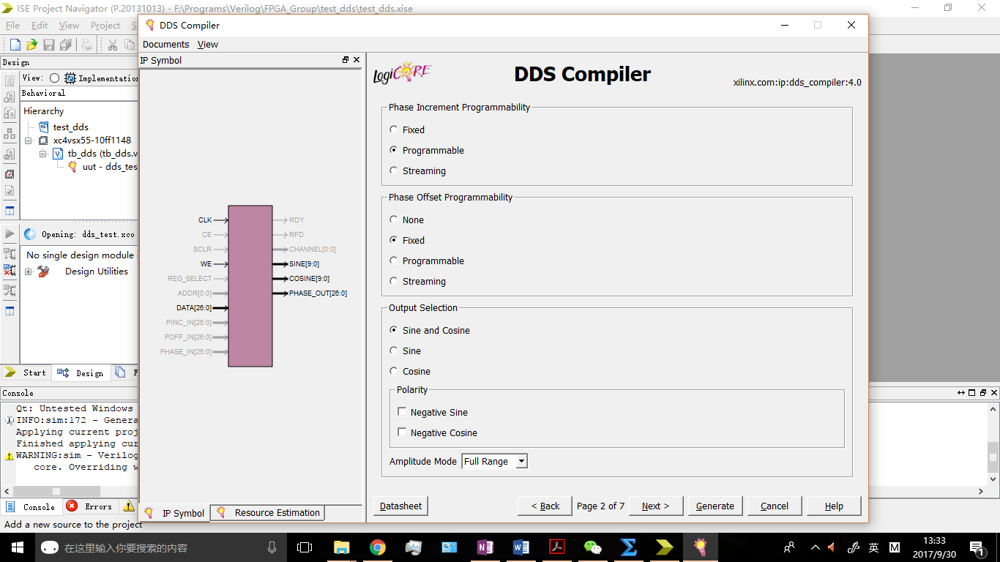 ISE Project Navigator (P.20131013) - F:\Programs\Verilog\FPGA_Group\test_dds\test_dds.xise
File Edit View Project
DDS Compiler
Documents View
IP Symbol
Design
View: Implementation
Behavioral
Hierarchy
test_dds
xc4vsx55-10ff1148
tb_dds (tb_dds.v
uut - dds_tes
Opening: dds_test.xco
No single design module
Design Utilities
Start Design F
Console
Qt: Untested Windows
INFO:sim:172 - Genera
Applying current proj
Finished applying cur
WARNING:sim - Verilog
core. Overriding w
Console Errors
Add a new source to the project
CLK
CE
SCLR
WE
REG_SELECT
ADDR[0:0]
DATA[26:0]
PINC_IN[26:0]
POFF_IN[26:0]
PHASE_IN[26:0]
RDY
RFD
CHANNEL[0:0]
SINE[9:0]
COSINE[9:0]
PHASE_OUT[26:0]
IP Symbol Resource Estimation
LogiCORE
DDS Compiler
xilinx.com:ip:dds_compiler:4.0
Phase Increment Programmability
Fixed
Programmable
Streaming
Phase Offset Programmability
None
Fixed
Programmable
Streaming
Output Selection
Sine and Cosine
Sine
Cosine
Polarity
Negative Sine
Negative Cosine
Amplitude Mode Full Range
Datasheet < Back Page 2 of 7 Next > Generate Cancel Help
在这里输入你要搜索的内容
英 M
13:33
2017/9/30
1